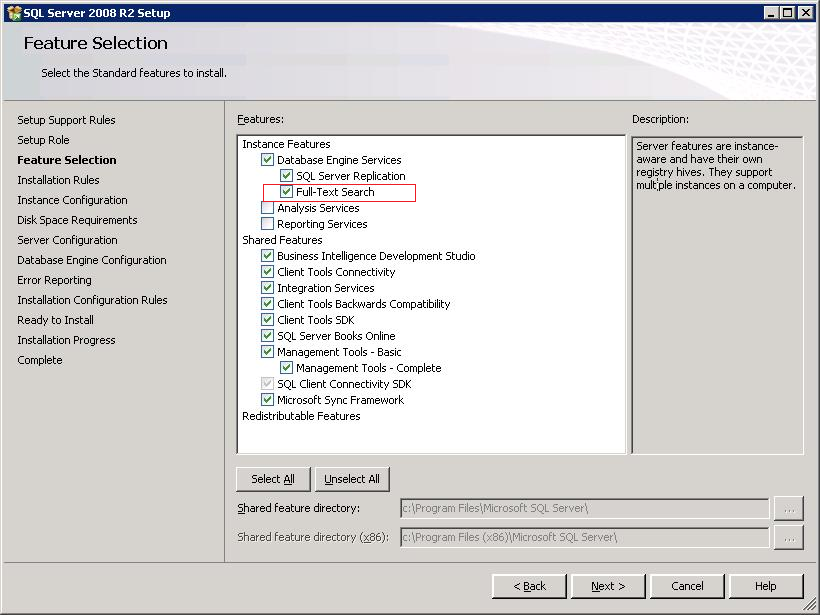 SQL Server 2008 R2 Setup
Feature Selection
Select the Standard features to install.
Setup Support Rules
Setup Role
Feature Selection
Installation Rules
Instance Configuration
Disk Space Requirements
Server Configuration
Database Engine Configuration
Error Reporting
Installation Configuration Rules
Ready to Install
Installation Progress
Complete
Features:
Instance Features
Database Engine Services
SQL Server Replication
Full-Text Search
Analysis Services
Reporting Services
Shared Features
Business Intelligence Development Studio
Client Tools Connectivity
Integration Services
Client Tools Backwards Compatibility
Client Tools SDK
SQL Server Books Online
Management Tools - Basic
Management Tools - Complete
SQL Client Connectivity SDK
Microsoft Sync Framework
Redistributable Features
Description:
Server features are instance-
aware and have their own
registry hives. They support
multiple instances on a computer.
Select All
Unselect All
Shared feature directory:
c:\Program Files\Microsoft SQL Server\
...
Shared feature directory (x86):
c:\Program Files (x86)\Microsoft SQL Server\
...
< Back
Next >
Cancel
Help